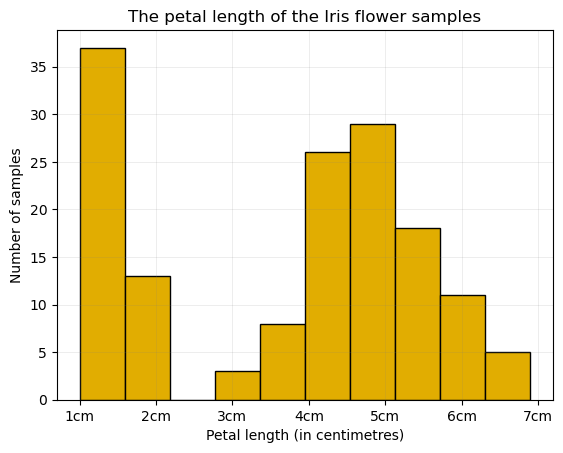 The petal length of the Iris flower samples
Number of samples
35
30
25
20
15
10
5
0
1cm 2cm 3cm 4cm 5cm 6cm 7cm
Petal length (in centimetres)